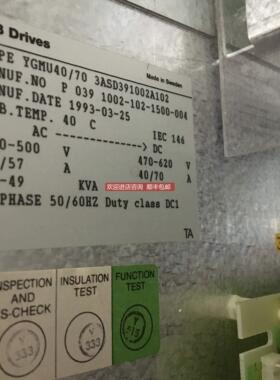 Drives
PE YGMU40/70 3ASD391002A102
Made in Sweden
NUF.NO P 039 1002-102-1500-004
NUF.DATE 1993-03-25
B.TEMP. 40 C
IEC 146
AC DC
0-500 V 470-620 V
/57 A 40/70 A
-49 KVA
PHASE 50/60HZ Duty class DC1
TA
欢迎进店咨询 顺丰包邮
NSPECTION
AND
S-CHECK
Y
333
INSULATION
TEST
Y
333
FUNCTION
TEST
Y